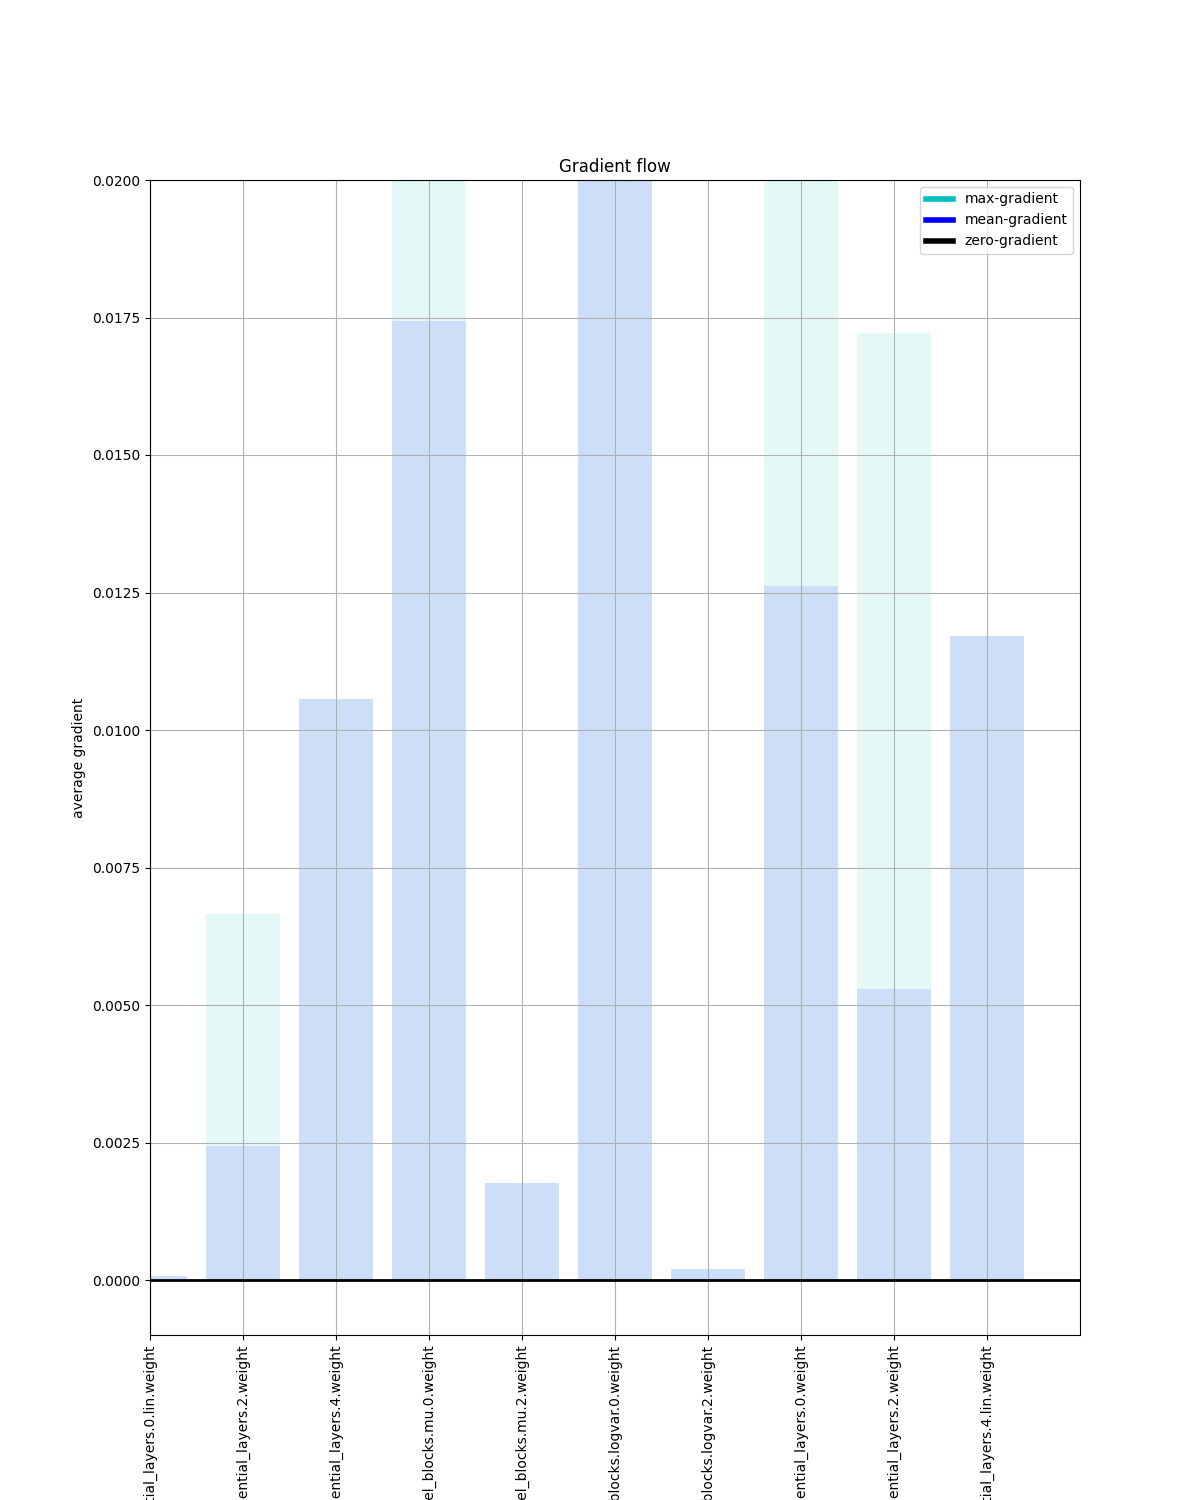 Gradient flow
0.0200
0.0175
0.0150
0.0125
0.0100
0.0075
0.0050
0.0025
0.0000
average gradient
max-gradient
mean-gradient
zero-gradient
tial_layers.0.lin.weight
ential_layers.2.weight
ential_layers.4.weight
el_blocks.mu.0.weight
el_blocks.mu.2.weight
blocks.logvar.0.weight
blocks.logvar.2.weight
ential_layers.0.weight
ential_layers.2.weight
tial_layers.4.lin.weight